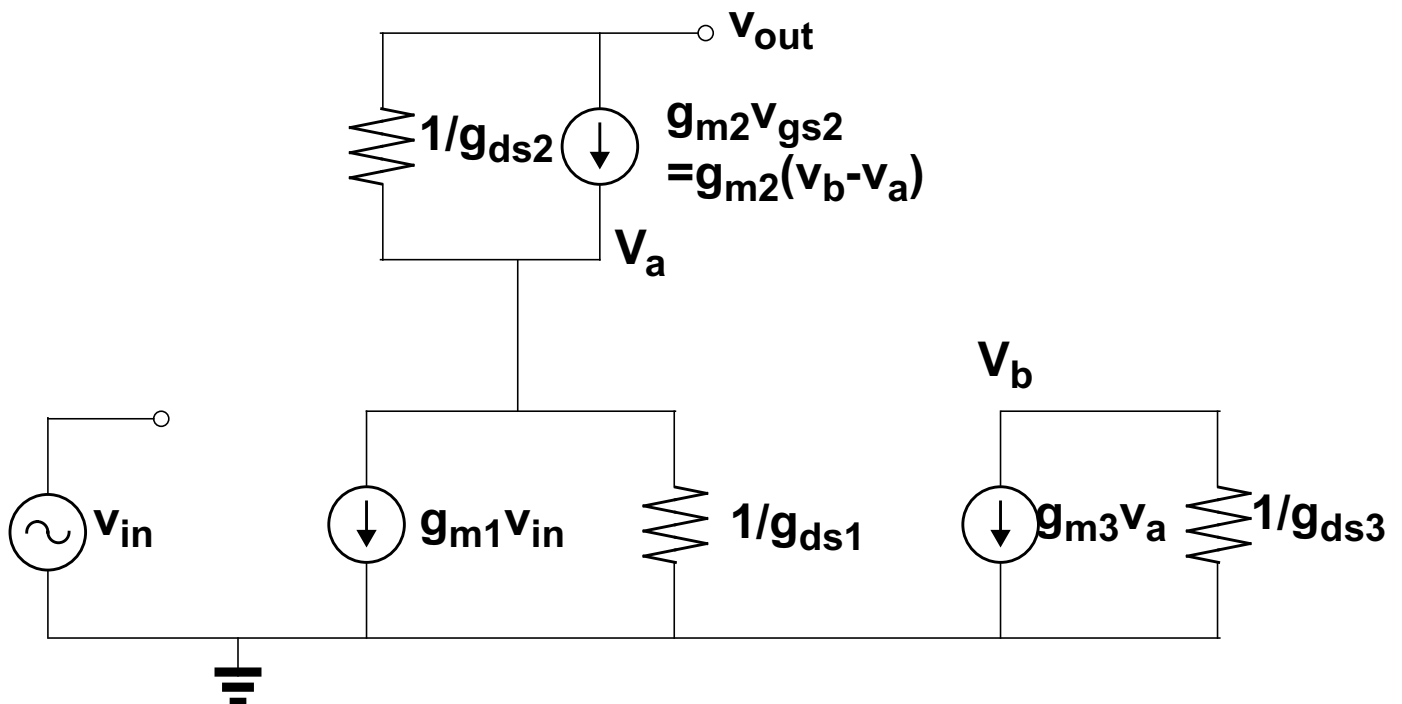 vout
1/gds2
gm2vgs2
=gm2(vb-va)
Va
Vb
vin
gm1vin
1/gds1
gm3va
1/gds3